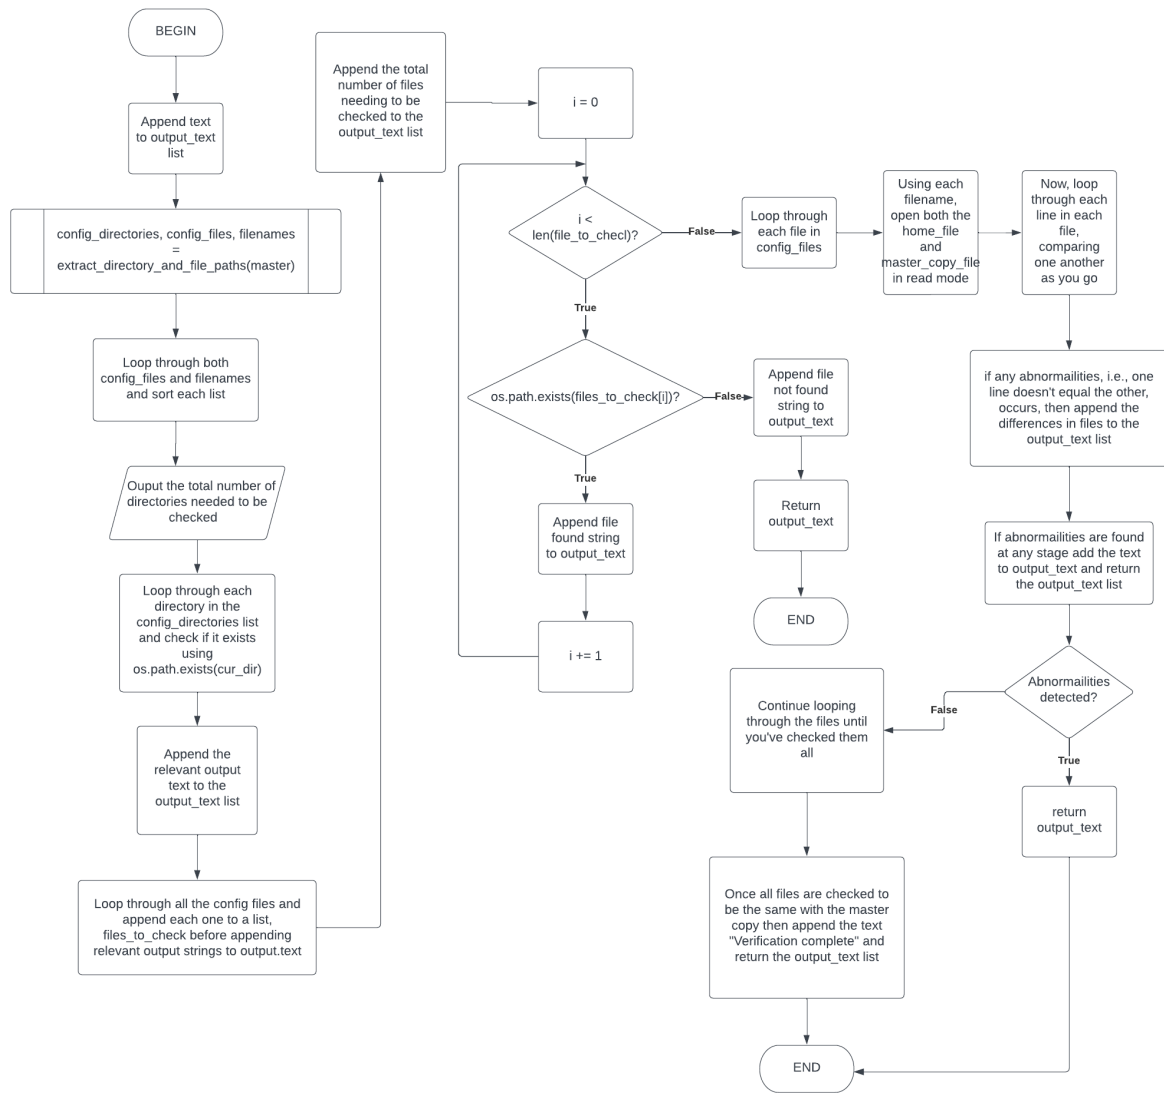 BEGIN
Append text
to output_text
list
config_directories, config_files, filenames
=
extract_directory_and_file_paths(master)
Loop through both
config_files and filenames
and sort each list
Ouput the total number of
directories needed to be
checked
Loop through each
directory in the
config_directories list
and check if it exists
using
os.path.exists(cur_dir)
Append the
relevant output
text to the
output_text list
Loop through all the config files and
append each one to a list,
files_to_check before appending
relevant output strings to output.text
Append the total
number of files
needing to be
checked to the
output_text list
i = 0
i <
len(file_to_checl)?
True
False
os.path.exists(files_to_check[i])?
True
False
Append file
found string
to output_text
i += 1
Append file
not found
string to
output_text
Return
output_text
END
Loop through
each file in
config_files
Using each
filename,
open both the
home_file
and
master_copy_file
in read mode
Now, loop
through each
line in each
file,
comparing
one another
as you go
if any abnormailities, i.e., one
line doesn't equal the other,
occurs, then append the
differences in files to the
output_text list
If abnormailities are found
at any stage add the text
to output_text and return
the output_text list
Abnormailities
detected?
False
True
Continue looping
through the files until
you've checked them
all
return
output_text
Once all files are checked to
be the same with the master
copy then append the text
"Verification complete" and
return the output_text list
END